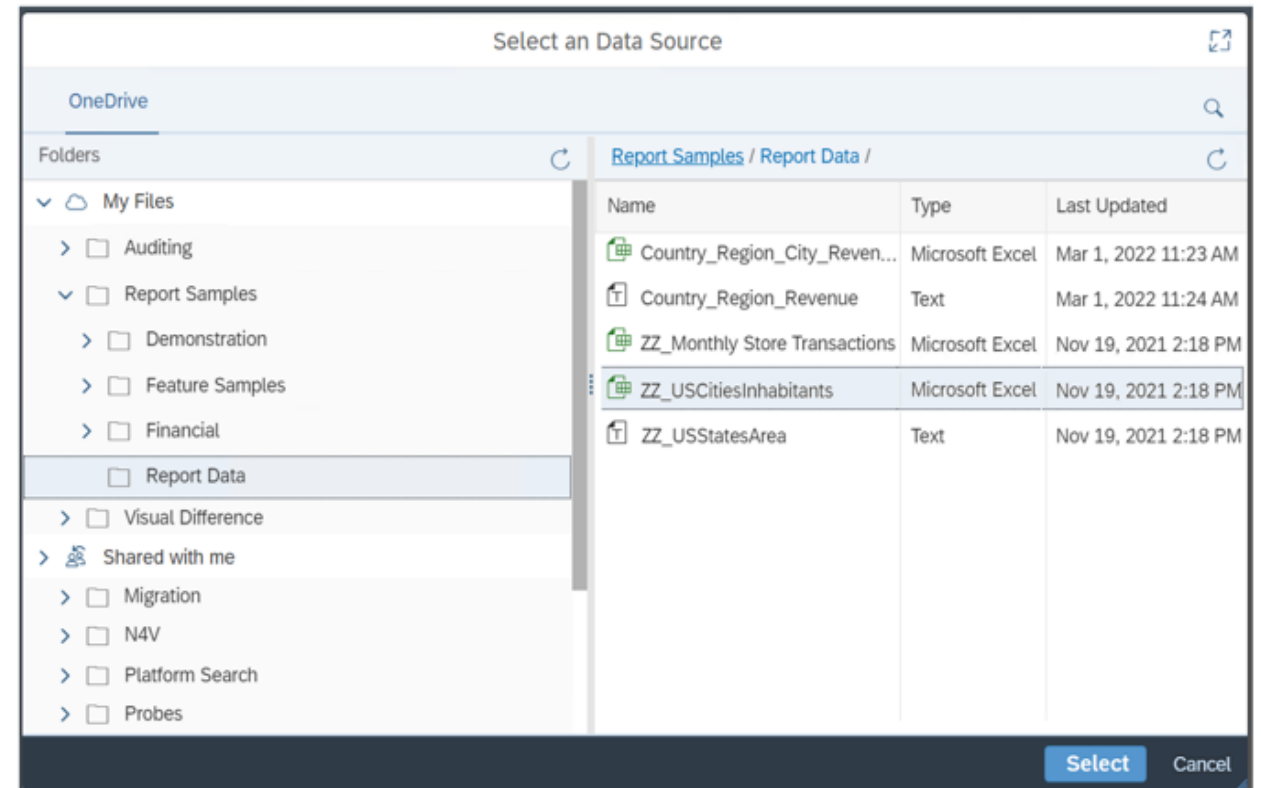 Select an Data Source
OneDrive
Folders
My Files
Auditing
Report Samples
Demonstration
Feature Samples
Financial
Report Data
Visual Difference
Shared with me
Migration
N4V
Platform Search
Probes
Report Samples / Report Data /
Name Type Last Updated
Country_Region_City_Reven... Microsoft Excel Mar 1, 2022 11:23 AM
Country_Region_Revenue Text Mar 1, 2022 11:24 AM
ZZ_Monthly Store Transactions Microsoft Excel Nov 19, 2021 2:18 PM
ZZ_USCitiesInhabitants Microsoft Excel Nov 19, 2021 2:18 PM
ZZ_USStatesArea Text Nov 19, 2021 2:18 PM
Select Cancel